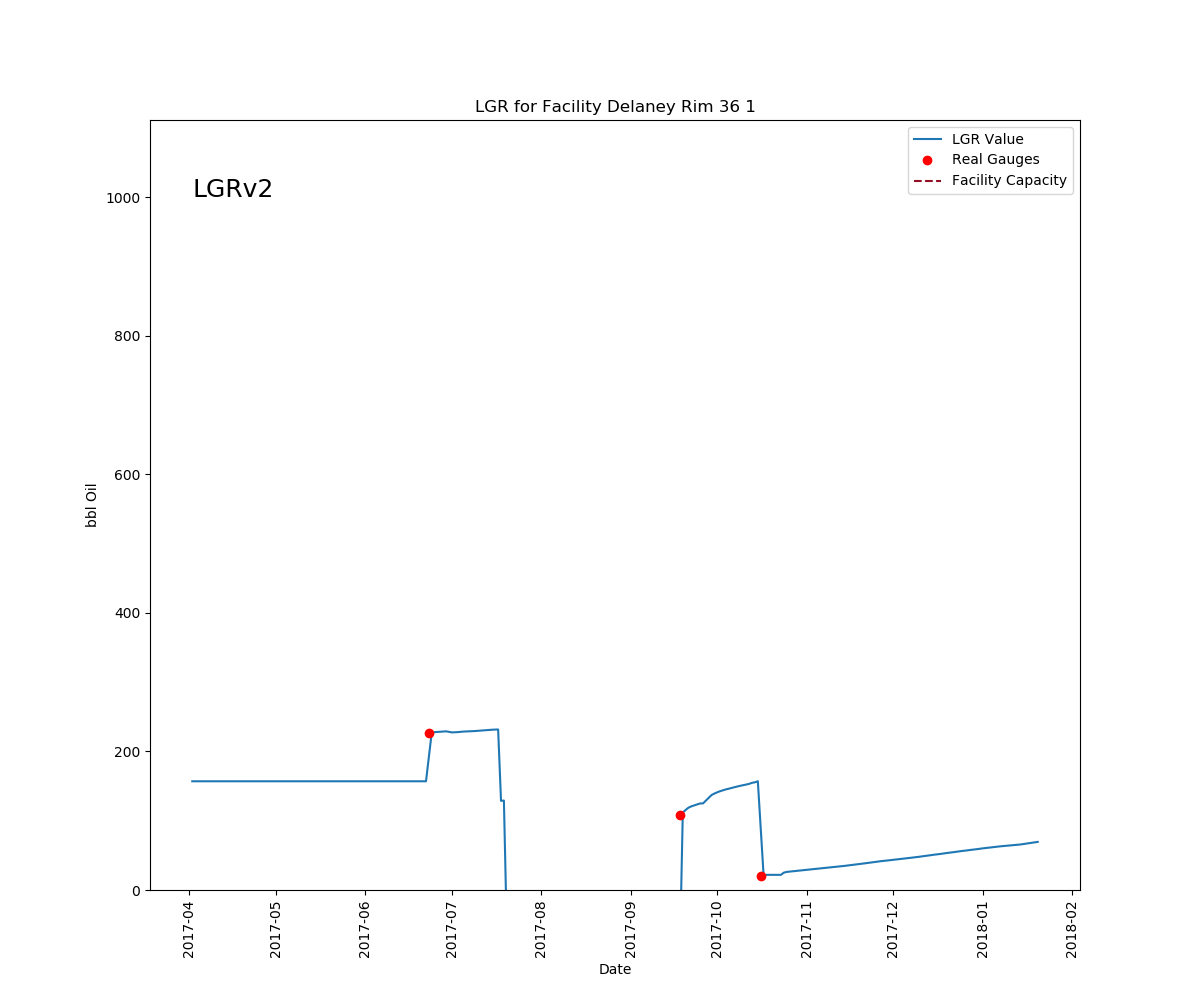 LGR for Facility Delaney Rim 36 1
LGR Value
Real Gauges
Facility Capacity
LGRv2
1000
800
600
400
200
0
bbl Oil
2017-04
2017-05
2017-06
2017-07
2017-08
2017-09
2017-10
2017-11
2017-12
2018-01
2018-02
Date